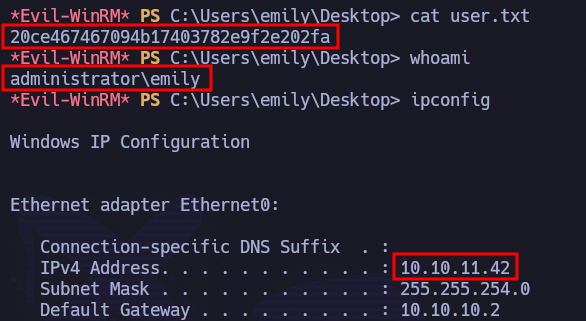 *Evil-WinRM* PS C:\Users\emily\Desktop> cat user.txt
20ce467467094b17403782e9f2e202fa
*Evil-WinRM* PS C:\Users\emily\Desktop> whoami
administrator\emily
*Evil-WinRM* PS C:\Users\emily\Desktop> ipconfig
Windows IP Configuration
Ethernet adapter Ethernet0:
Connection-specific DNS Suffix  . :
IPv4 Address. . . . . . . . . . . : 10.10.11.42
Subnet Mask . . . . . . . . . . . : 255.255.254.0
Default Gateway . . . . . . . . . : 10.10.10.2